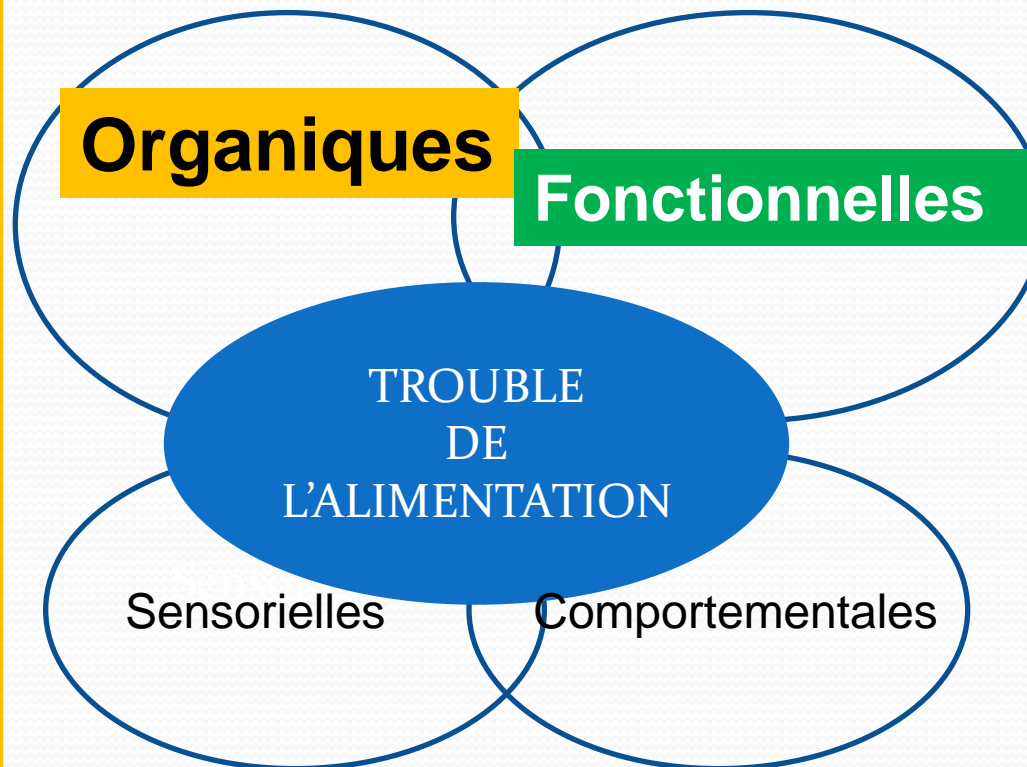 Organiques
Fonctionnelles
TROUBLE
DE
L’ALIMENTATION
Sensorielles
Comportementales